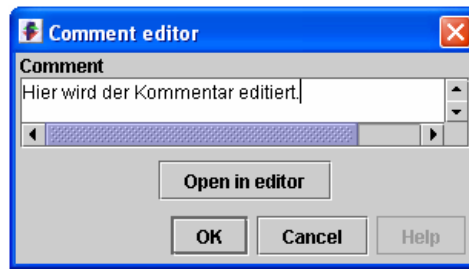 Comment editor
Comment
Hier wird der Kommentar editiert.
Open in editor
OK Cancel Help